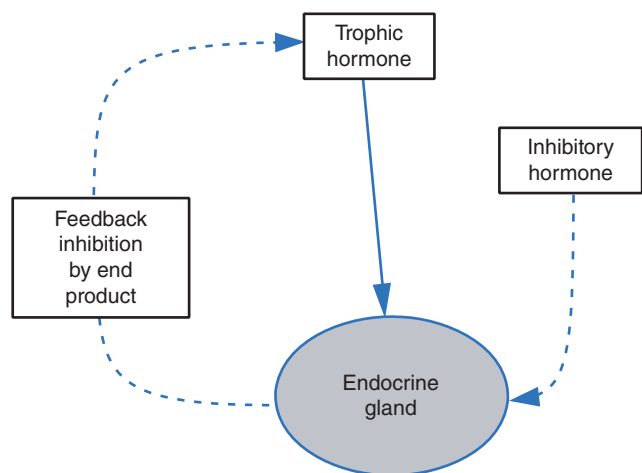 Trophic
hormone
Inhibitory
hormone
Feedback
inhibition
by end
product
Endocrine
gland